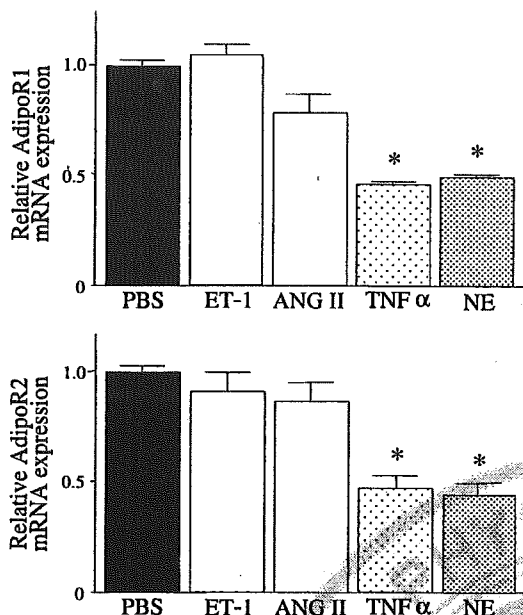 Relative AdipoR1
mRNA expression
1.0
0.5
0
*
*
PBS ET-1 ANG II TNF α NE
Relative AdipoR2
mRNA expression
1.0
0.5
0
*
*
PBS ET-1 ANG II TNF α NE